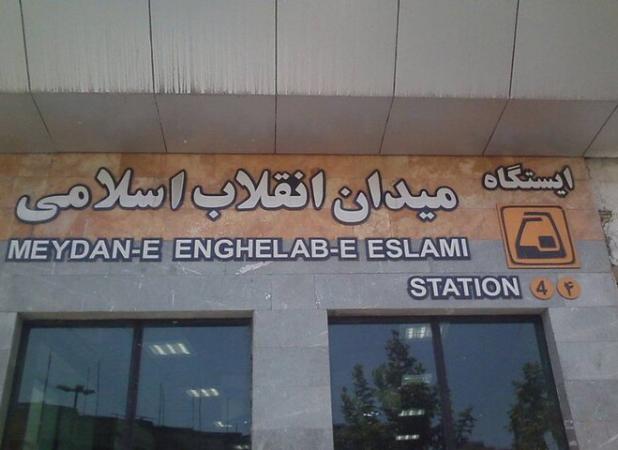 ایستگاه میدان انقلاب اسلامی
MEYDAN-E ENGHELAB-E ESLAMI
STATION 4 ۴